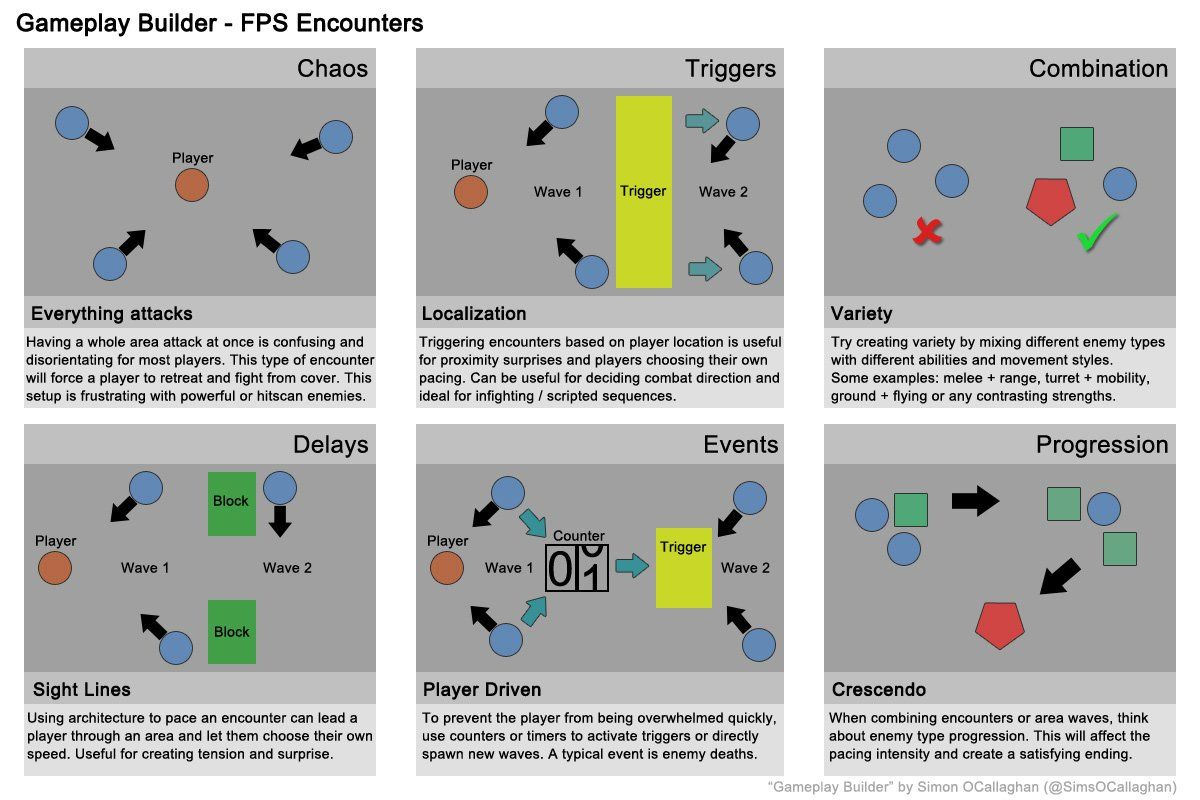 Gameplay Builder - FPS Encounters
Chaos
Player
Everything attacks
Having a whole area attack at once is confusing and
disorientating for most players. This type of encounter
will force a player to retreat and fight from cover. This
setup is frustrating with powerful or hitscan enemies.
Triggers
Player
Wave 1
Trigger
Wave 2
Localization
Triggering encounters based on player location is useful
for proximity surprises and players choosing their own
pacing. Can be useful for deciding combat direction and
ideal for infighting / scripted sequences.
Combination
Variety
Try creating variety by mixing different enemy types
with different abilities and movement styles.
Some examples: melee + range, turret + mobility,
ground + flying or any contrasting strengths.
Delays
Block
Player
Wave 1
Wave 2
Block
Sight Lines
Using architecture to pace an encounter can lead a
player through an area and let them choose their own
speed. Useful for creating tension and surprise.
Events
Player
Wave 1
Counter
0 0
1
Trigger
Wave 2
Player Driven
To prevent the player from being overwhelmed quickly,
use counters or timers to activate triggers or directly
spawn new waves. A typical event is enemy deaths.
Progression
Crescendo
When combining encounters or area waves, think
about enemy type progression. This will affect the
pacing intensity and create a satisfying ending.
“Gameplay Builder” by Simon OCallaghan (@SimsOCallaghan)